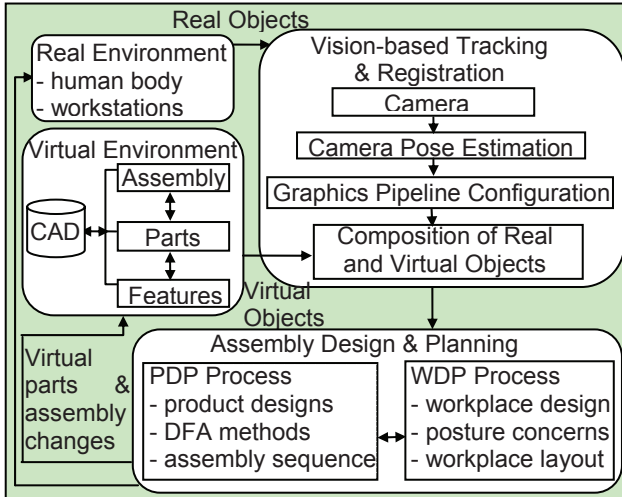 Real Objects
Real Environment
- human body
- workstations
Vision-based Tracking
& Registration
Camera
Camera Pose Estimation
Graphics Pipeline Configuration
Composition of Real
and Virtual Objects
Virtual Environment
Assembly
CAD
Parts
Features
Virtual
Objects
Virtual
parts &
assembly
changes
Assembly Design & Planning
PDP Process
- product designs
- DFA methods
- assembly sequence
WDP Process
- workplace design
- posture concerns
- workplace layout